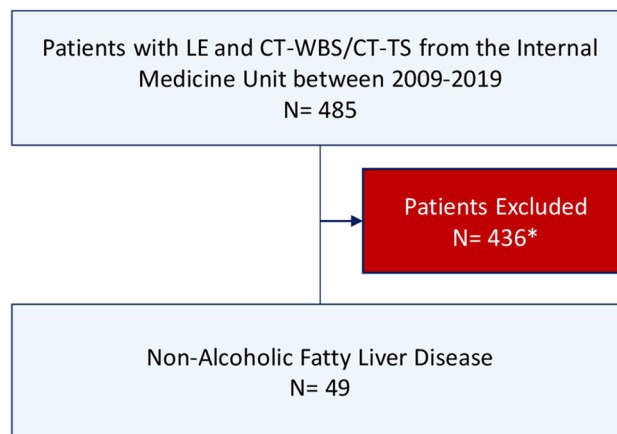 Patients with LE and CT-WBS/CT-TS from the Internal
Medicine Unit between 2009-2019
N= 485
Patients Excluded
N= 436*
Non-Alcoholic Fatty Liver Disease
N= 49